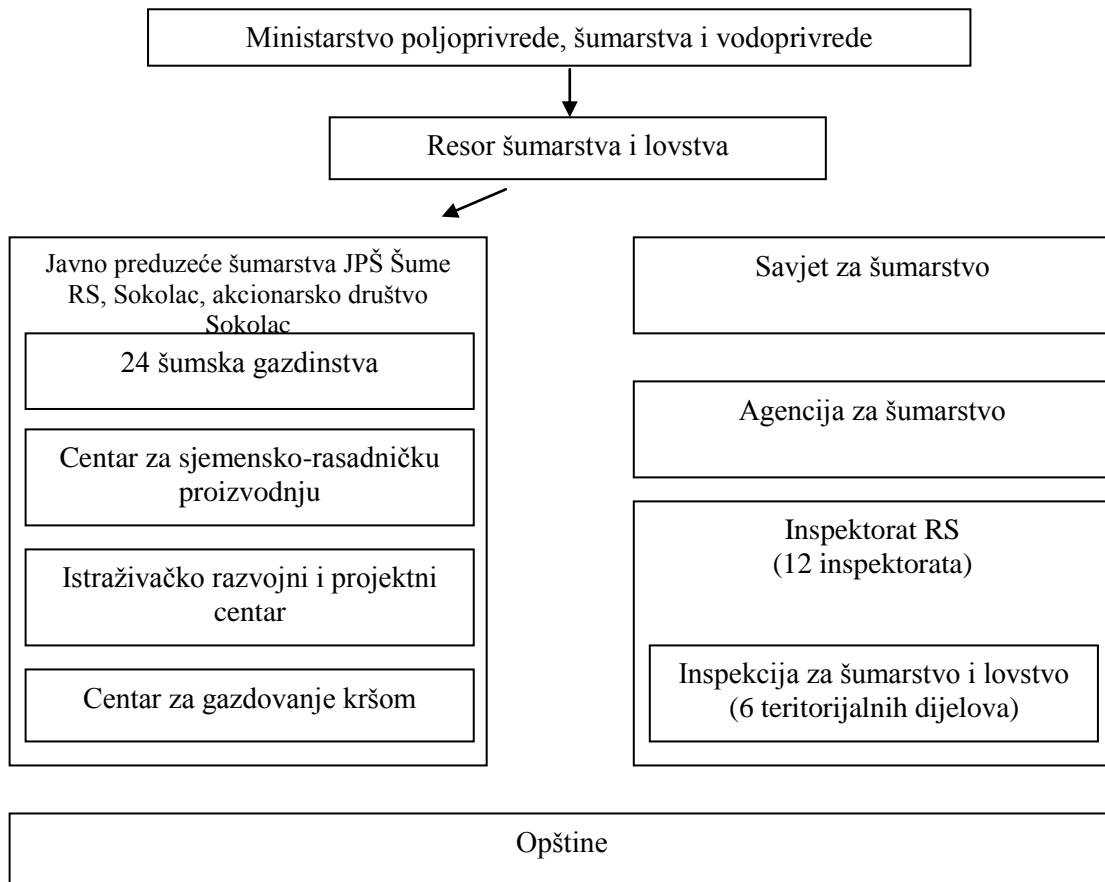 Ministarstvo poljoprivrede, šumarstva i vodoprivrede
Resor šumarstva i lovstva
Javno preduzeće šumarstva JPŠ Šume
RS, Sokolac, akcionarsko društvo
Sokolac
24 šumska gazdinstva
Centar za sjemensko-rasadničku
proizvodnju
Istraživačko razvojni i projektni
centar
Centar za gazdovanje kršom
Savjet za šumarstvo
Agencija za šumarstvo
Inspektorat RS
(12 inspektorata)
Inspekcija za šumarstvo i lovstvo
(6 teritorijalnih dijelova)
Opštine